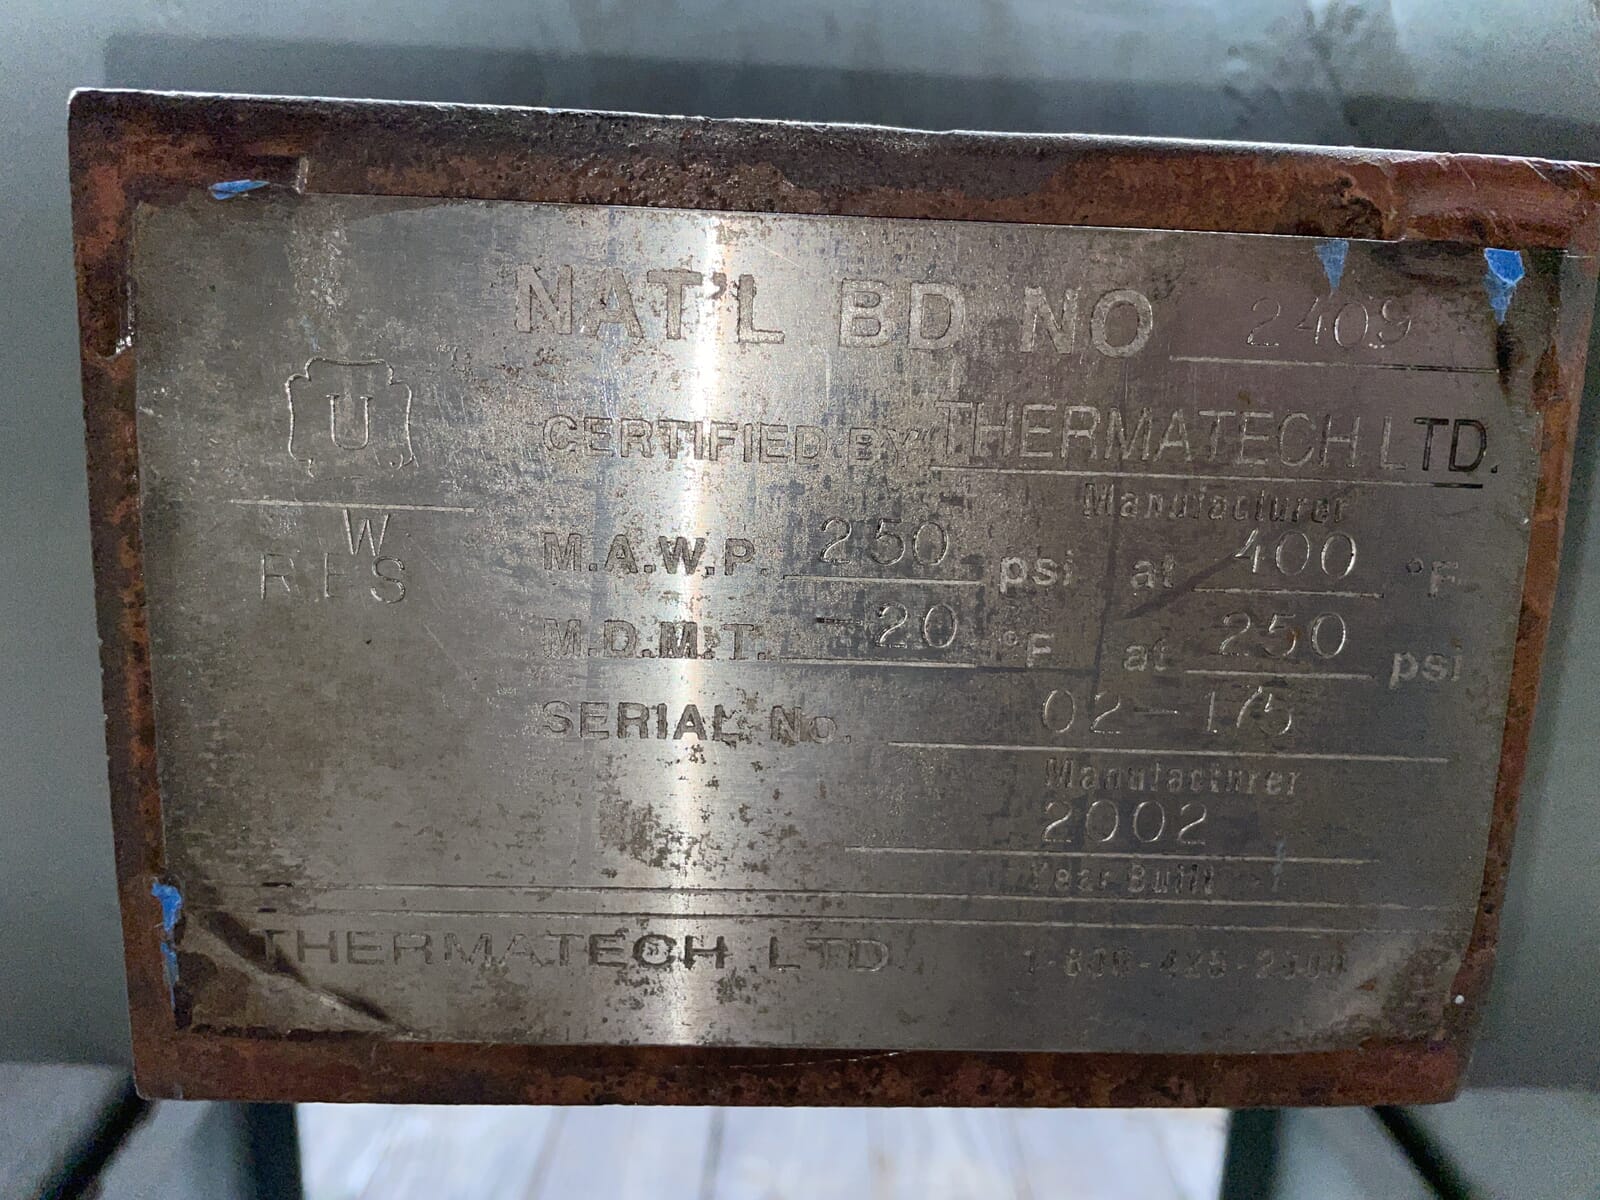 NAT'L BD NO 2409
U
CERTIFIED BY THERMATECH LTD.
Manufacturer
W
RES
M.A.W.P. 250 psi at 400 °F
M.D.M.T. -20 °F at 250 psi
SERIAL No. 02-175
Manufacturer
2002
Year Built
THERMATECH LTD